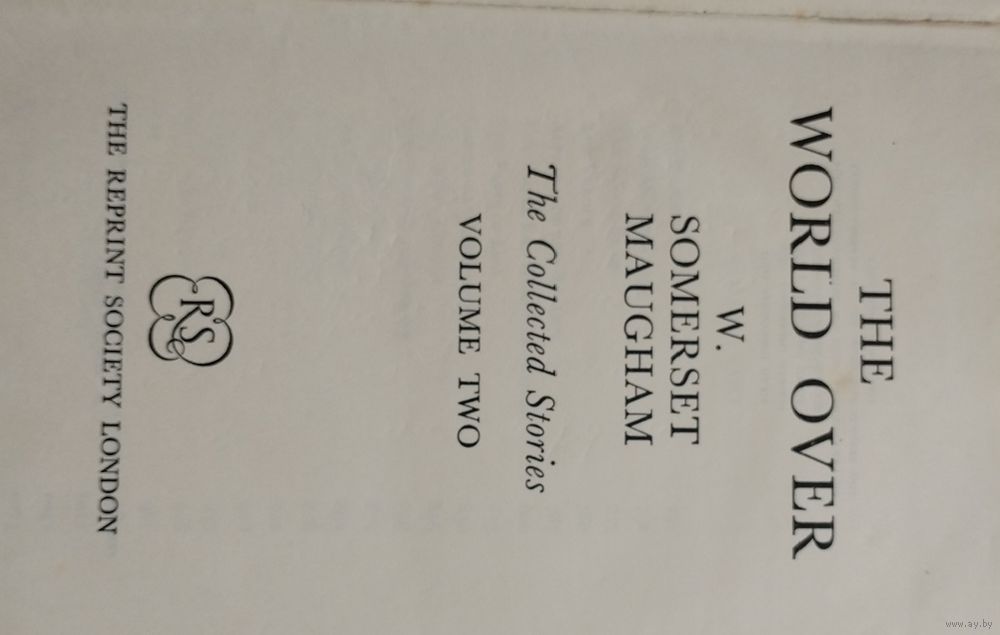 THE
WORLD OVER
W.
SOMERSET
MAUGHAM
The Collected Stories
VOLUME TWO
RS
THE REPRINT SOCIETY LONDON
www.ay.by